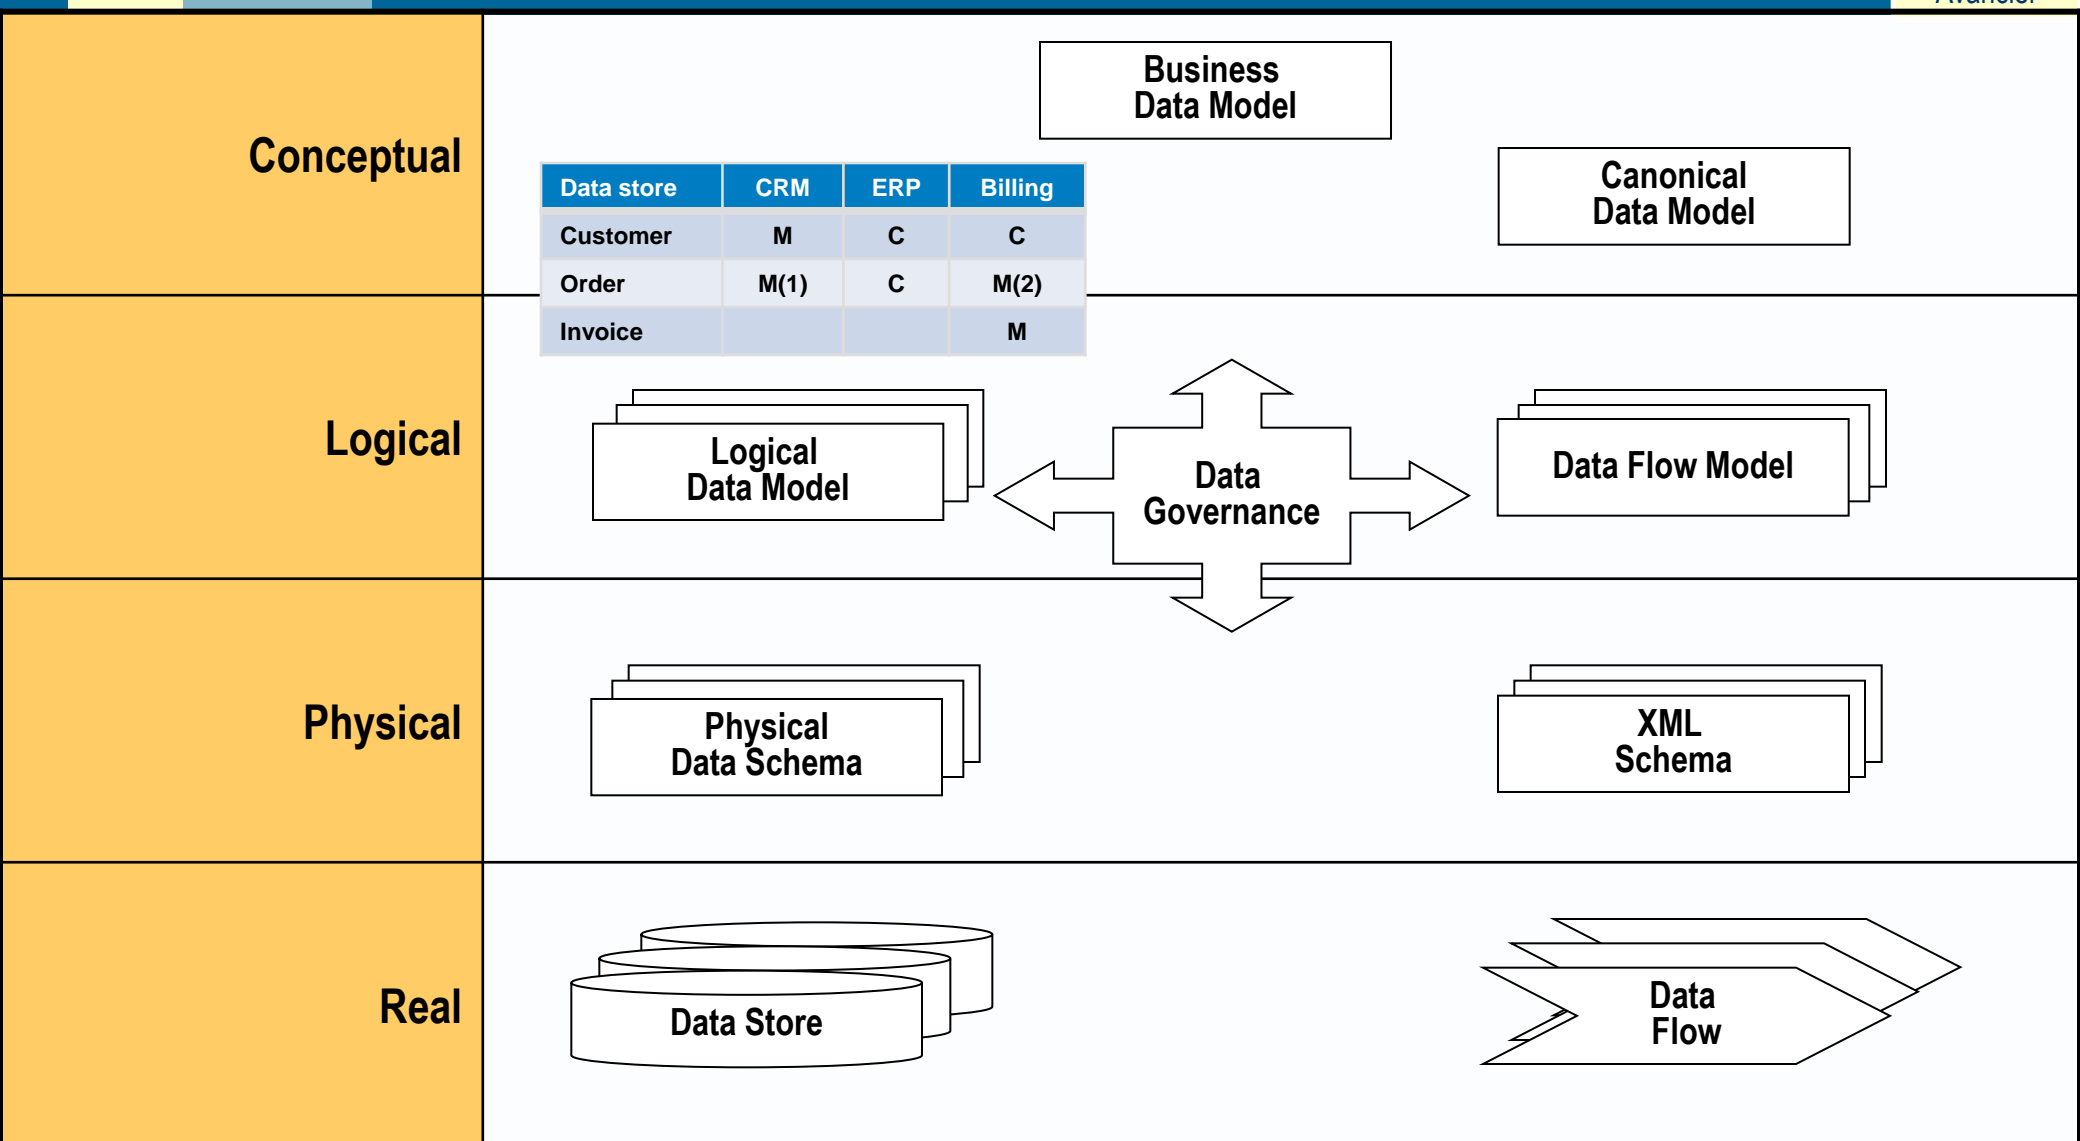 Conceptual
Business
Data Model
Canonical
Data Model
Data store CRM ERP Billing
Customer M C C
Order M(1) C M(2)
Invoice M
Logical
Logical
Data Model
Data
Governance
Data Flow Model
Physical
Physical
Data Schema
XML
Schema
Real
Data Store
Data
Flow